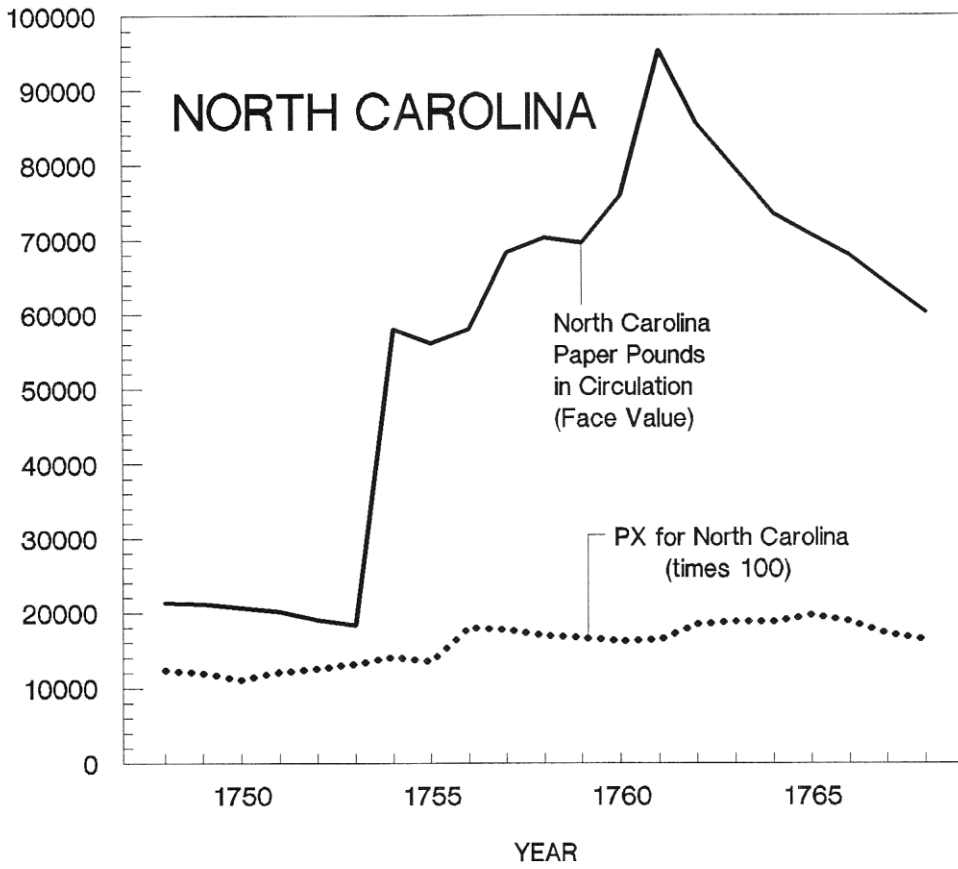 NORTH CAROLINA
100000
90000
80000
70000
60000
50000
40000
30000
20000
10000
0
North Carolina
Paper Pounds
in Circulation
(Face Value)
PX for North Carolina
(times 100)
1750
1755
1760
1765
YEAR